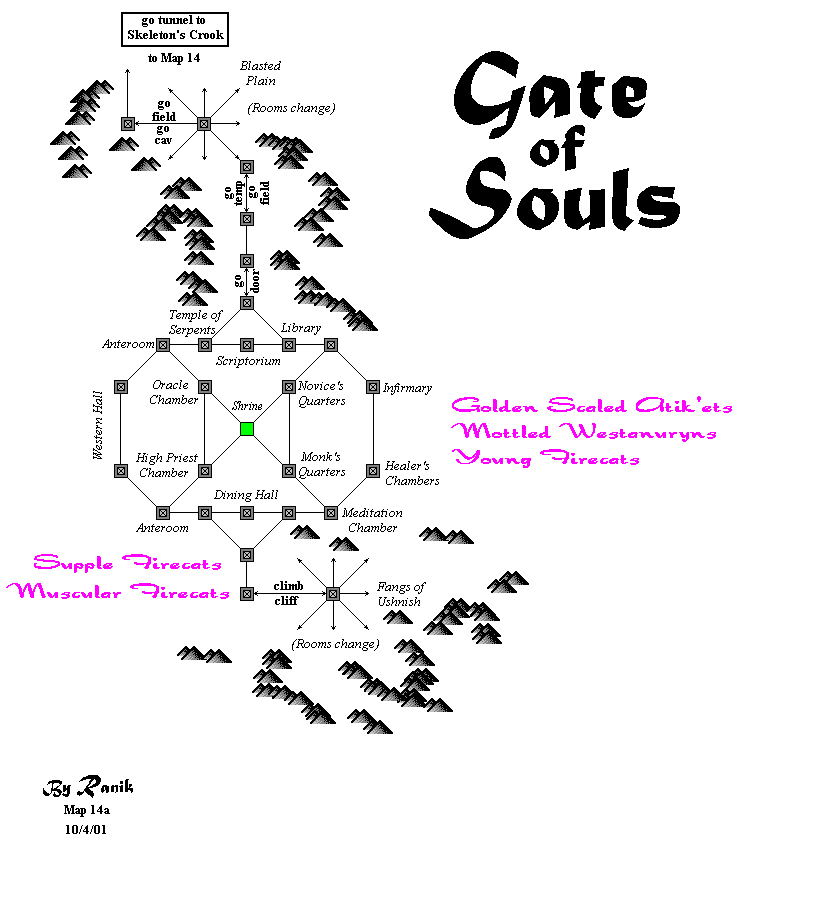 go tunnel to
Skeleton's Crook
to Map 14
Gate
of
Souls
Blasted
Plain
(Rooms change)
go
field
go
cav
go
temp
go
field
go
door
Temple of
Serpents
Library
Anteroom
Scriptorium
Oracle
Chamber
Novice's
Quarters
Infirmary
Shrine
Western Hall
Golden Scaled Atik'ets
Mottled Westanuryns
Young Firecats
High Priest
Chamber
Monk's
Quarters
Healer's
Chambers
Dining Hall
Anteroom
Meditation
Chamber
Supple Firecats
Muscular Firecats
climb
cliff
Fangs of
Ushnish
(Rooms change)
By Ranik
Map 14a
10/4/01